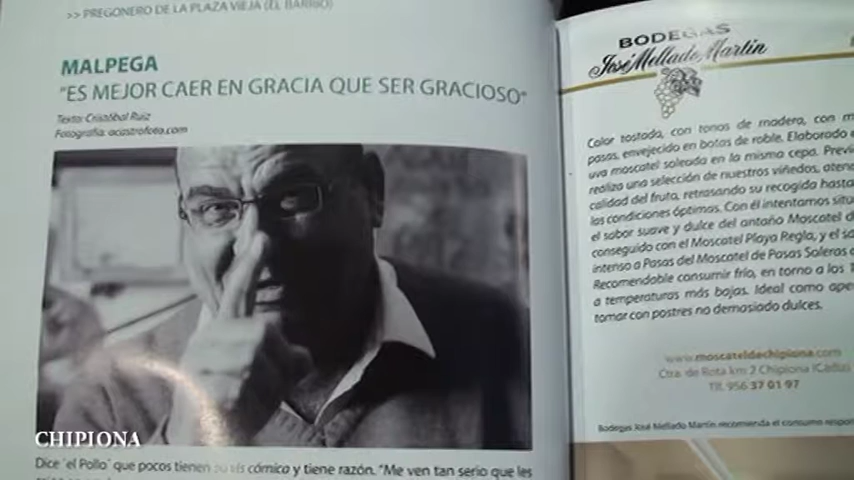 >> PREGONERO DE LA PLAZA VIEJA (EL BARRIO)
MALPEGA
"ES MEJOR CAER EN GRACIA QUE SER GRACIOSO"
Texto: Cristóbal Ruiz
Fotografía: acastrofoto.com
CHIPIONA
Dice 'el Pollo' que pocos tienen su vis cómica y tiene razón. "Me ven tan serio que les
BODEGAS
José Mellado Martín
Color tostada, con tonos de madera, con m
pasas, envejecido en botas de roble. Elaborado
uva moscatel soleada en la misma cepa. Previ
realiza una selección de nuestros viñedos, aten
calidad del fruto, retrasando su recogida hasta
las condiciones óptimas. Con él intentamos situ
el sabor suave y dulce del antaño Moscatel d
conseguido con el Moscatel Playa Regla, y el sa
intenso a Pasas del Moscatel de Pasas Soleras
Recomendable consumir frío, en torno a los 1
a temperaturas más bajas. Ideal como ape
tomar con postres no demasiado dulces.
www.moscateldechipiona.com
Ctra. de Rota km 2 Chipiona (Cádiz)
Tlf. 956 37 01 97
Bodegas José Mellado Martín recomienda el consumo respon